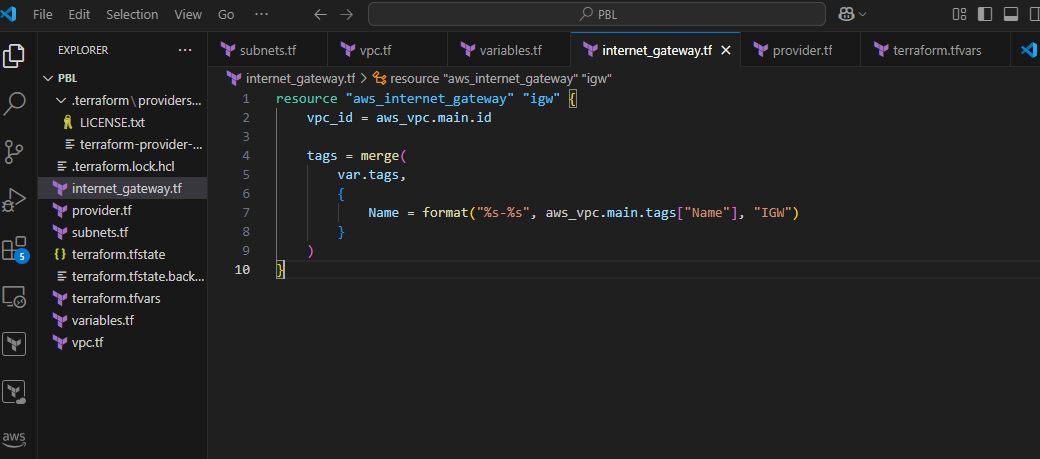 File Edit Selection View Go ··· PBL
EXPLORER ···
subnets.tf vpc.tf variables.tf internet_gateway.tf provider.tf terraform.tfvars
PBL
internet_gateway.tf > resource "aws_internet_gateway" "igw"
.terraform\providers...
LICENSE.txt
terraform-provider-...
.terraform.lock.hcl
internet_gateway.tf
provider.tf
subnets.tf
terraform.tfstate
terraform.tfstate.back...
terraform.tfvars
variables.tf
vpc.tf
5
aws
1 resource "aws_internet_gateway" "igw" {
2     vpc_id = aws_vpc.main.id
3
4     tags = merge(
5         var.tags,
6         {
7             Name = format("%s-%s", aws_vpc.main.tags["Name"], "IGW")
8         }
9     )
10 }